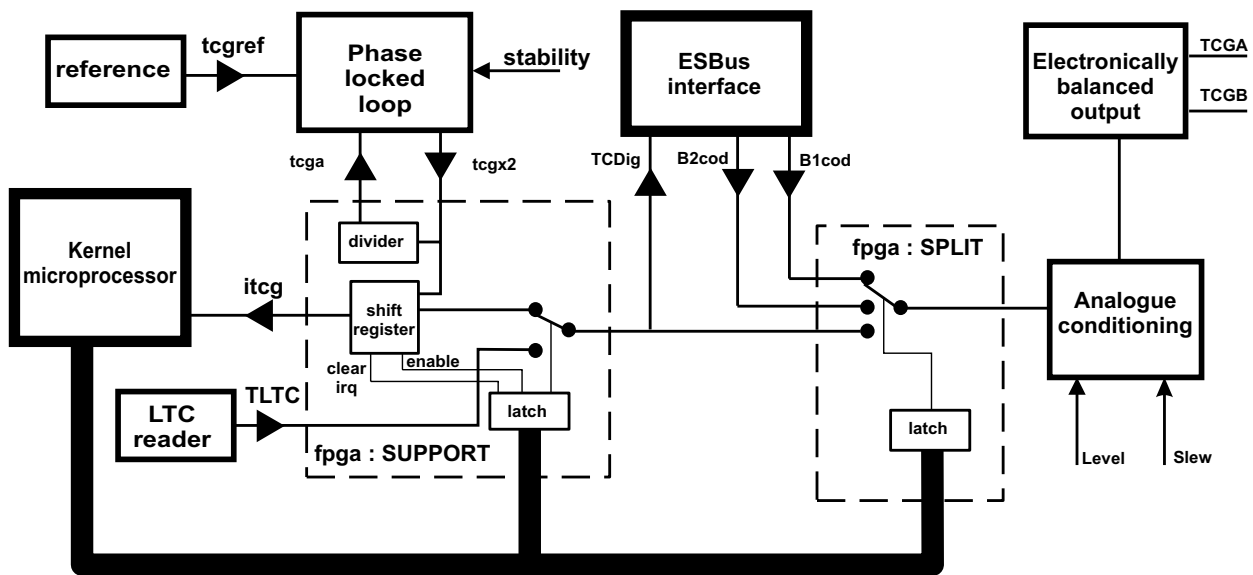 reference
tcgref
Phase
locked
loop
stability
ESBus
interface
Electronically
balanced
output
TCGA
TCGB
tcga
tcgx2
TCDig
B2cod
B1cod
Kernel
microprocessor
divider
fpga : SPLIT
itcg
shift
register
Analogue
conditioning
clear
irq
enable
LTC
reader
TLTC
latch
latch
fpga : SUPPORT
Level
Slew